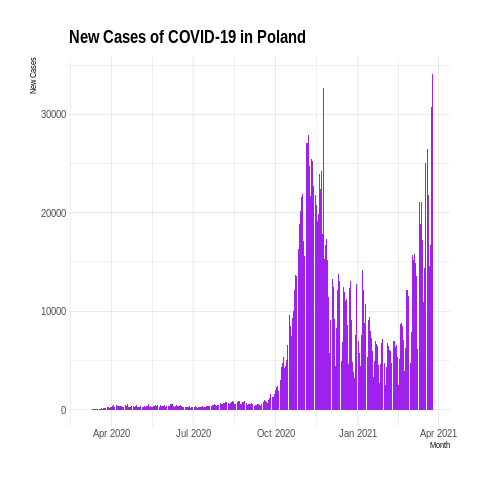 New Cases of COVID-19 in Poland
New Cases
30000
20000
10000
0
Apr 2020 Jul 2020 Oct 2020 Jan 2021 Apr 2021
Month